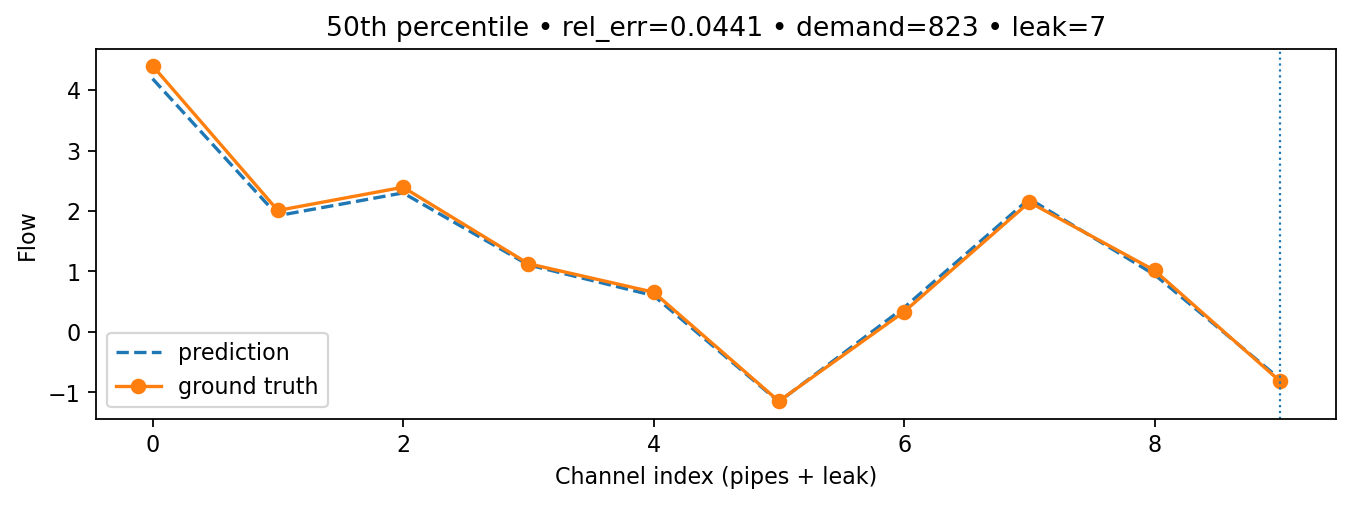 50th percentile • rel_err=0.0441 • demand=823 • leak=7
Flow
4
3
2
1
0
−1
prediction
ground truth
0
2
4
6
8
Channel index (pipes + leak)